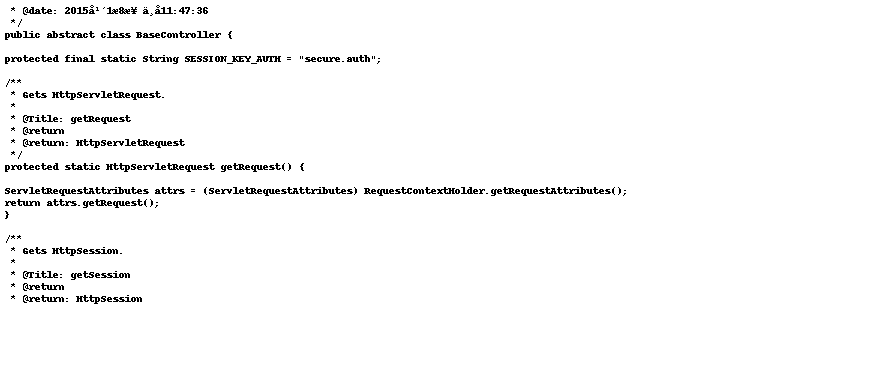 * @date: 2015å¹´1æ8æ¥ ä¸å11:47:36
 */
public abstract class BaseController {

protected final static String SESSION_KEY_AUTH = "secure.auth";

/**
 * Gets HttpServletRequest.
 *
 * @Title: getRequest
 * @return
 * @return: HttpServletRequest
 */
protected static HttpServletRequest getRequest() {

ServletRequestAttributes attrs = (ServletRequestAttributes) RequestContextHolder.getRequestAttributes();
return attrs.getRequest();
}

/**
 * Gets HttpSession.
 *
 * @Title: getSession
 * @return
 * @return: HttpSession